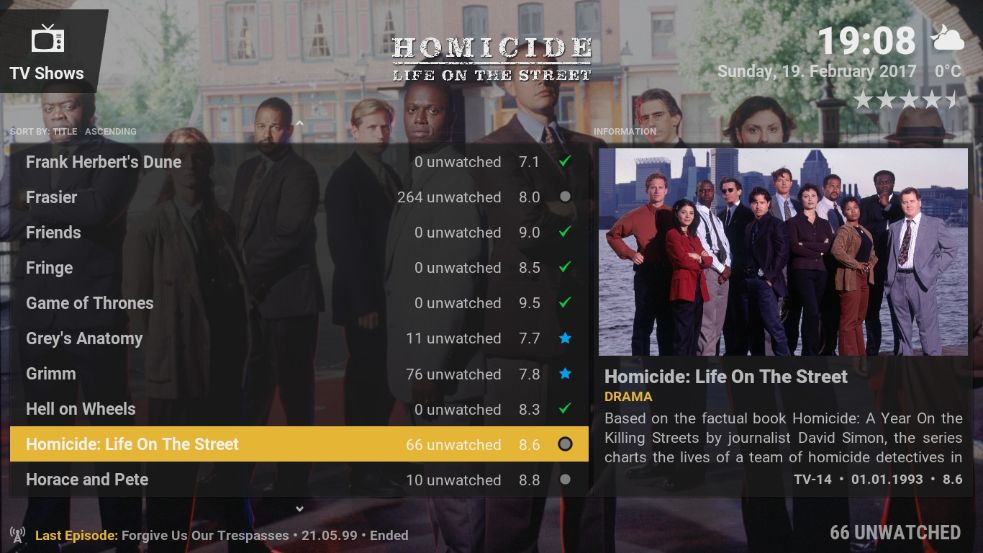 TV Shows
HOMICIDE
LIFE ON THE STREET
19:08
Sunday, 19. February 2017 0°C
SORT BY: TITLE ASCENDING
INFORMATION
Frank Herbert's Dune 0 unwatched 7.1
Frasier 264 unwatched 8.0
Friends 0 unwatched 9.0
Fringe 0 unwatched 8.5
Game of Thrones 0 unwatched 9.5
Grey's Anatomy 11 unwatched 7.7
Grimm 76 unwatched 7.8
Hell on Wheels 0 unwatched 8.3
Homicide: Life On The Street 66 unwatched 8.6
Horace and Pete 10 unwatched 8.8
Homicide: Life On The Street
DRAMA
Based on the factual book Homicide: A Year On the
Killing Streets by journalist David Simon, the series
charts the lives of a team of homicide detectives in
TV-14 • 01.01.1993 • 8.6
Last Episode: Forgive Us Our Trespasses • 21.05.99 • Ended
66 UNWATCHED